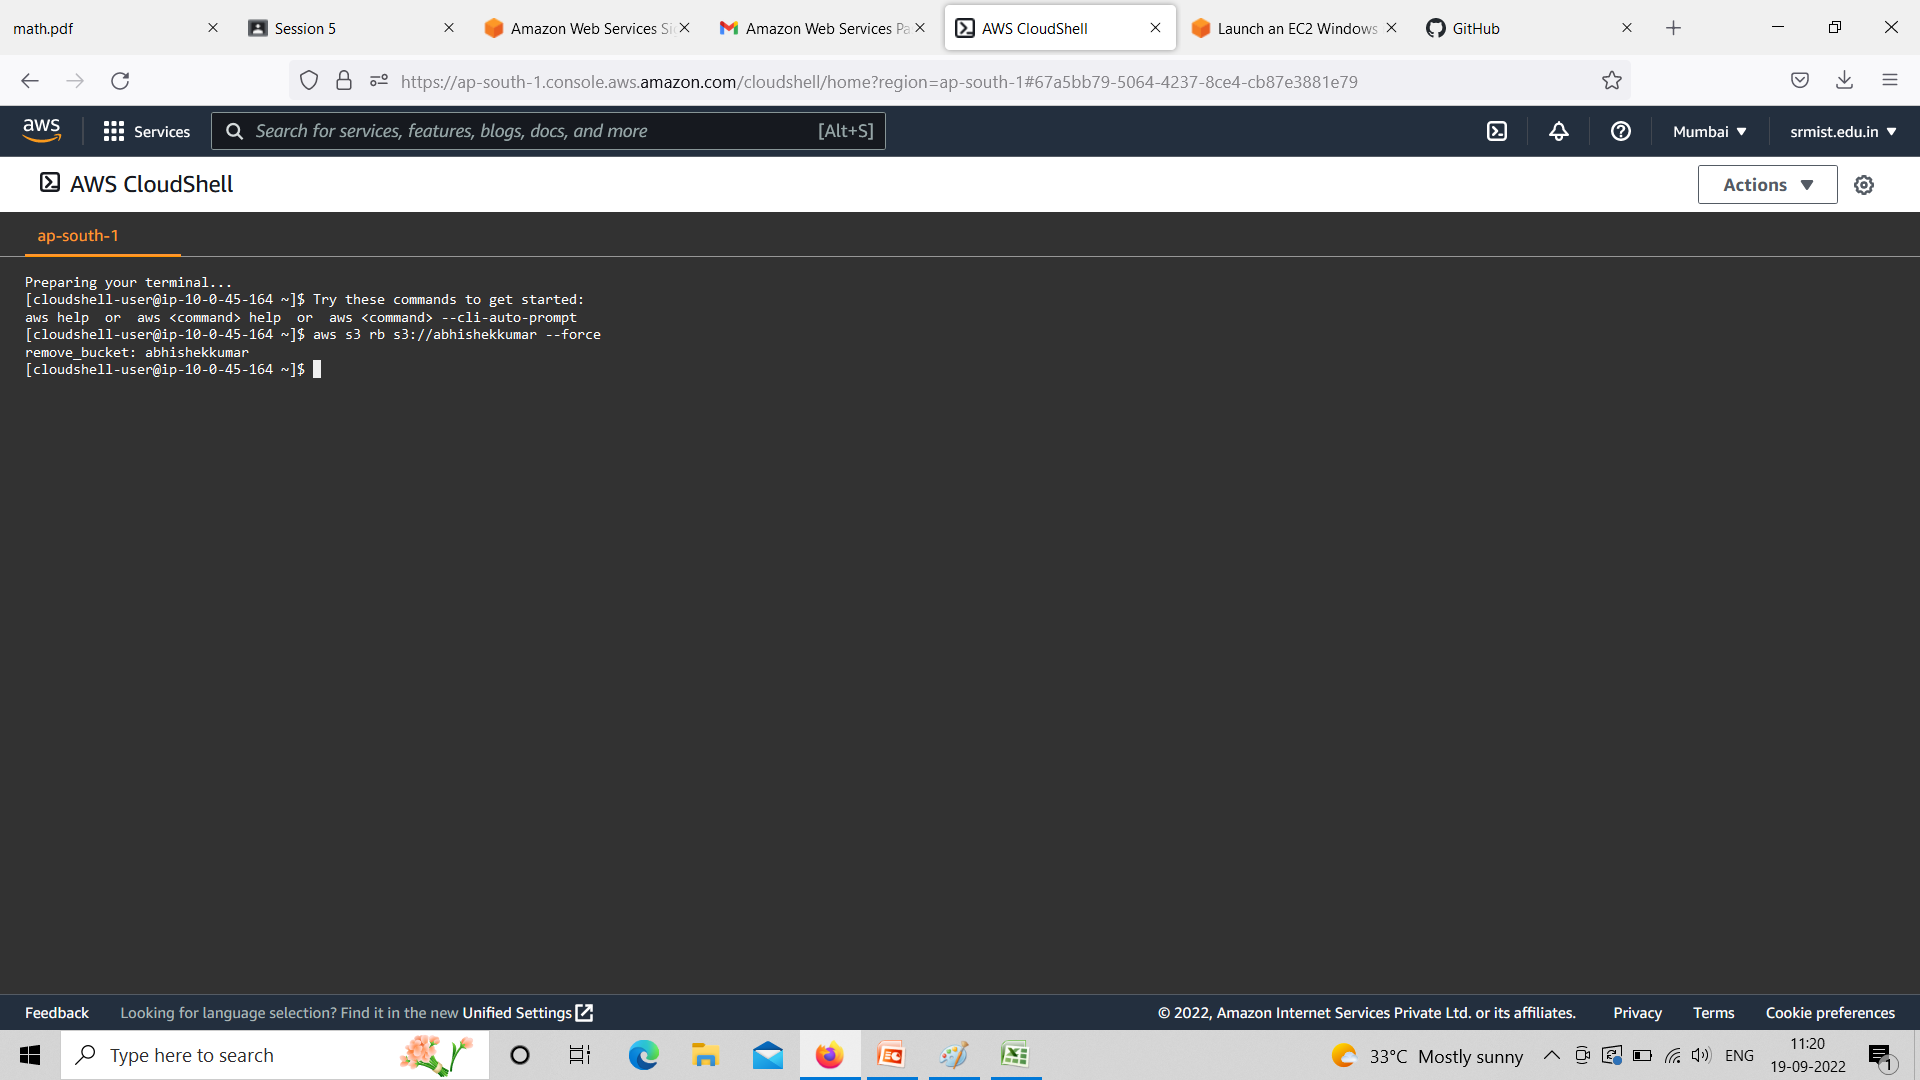 math.pdf
Session 5
Amazon Web Services Si
Amazon Web Services Pa
AWS CloudShell
Launch an EC2 Windows
GitHub
https://ap-south-1.console.aws.amazon.com/cloudshell/home?region=ap-south-1#67a5bb79-5064-4237-8ce4-cb87e3881e79
aws
Services
Search for services, features, blogs, docs, and more
[Alt+S]
Mumbai
srmist.edu.in
AWS CloudShell
Actions
ap-south-1
Preparing your terminal...
[cloudshell-user@ip-10-0-45-164 ~]$ Try these commands to get started:
aws help  or  aws <command> help  or  aws <command> --cli-auto-prompt
[cloudshell-user@ip-10-0-45-164 ~]$ aws s3 rb s3://abhishekkumar --force
remove_bucket: abhishekkumar
[cloudshell-user@ip-10-0-45-164 ~]$
Feedback
Looking for language selection? Find it in the new Unified Settings
© 2022, Amazon Internet Services Private Ltd. or its affiliates.
Privacy
Terms
Cookie preferences
Type here to search
33°C Mostly sunny
ENG
11:20
19-09-2022
1